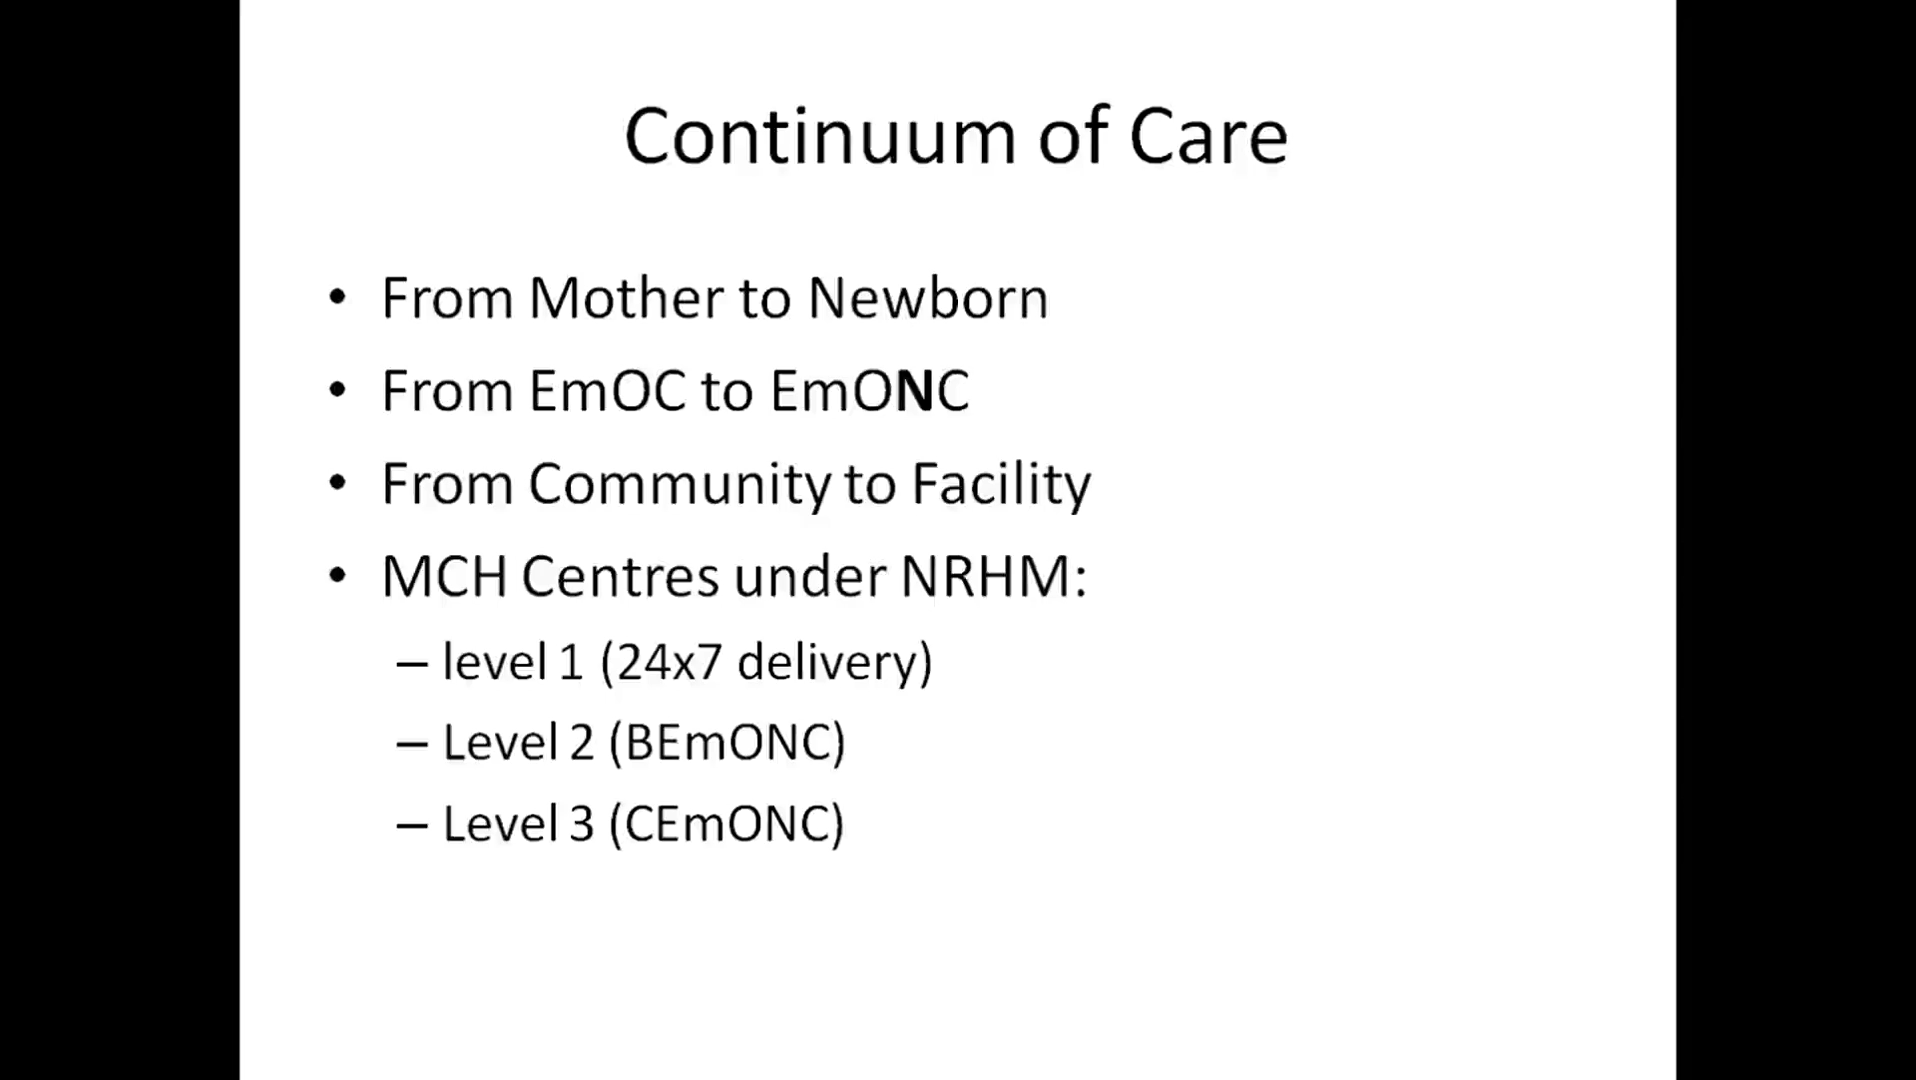 Continuum of Care
• From Mother to Newborn
• From EmOC to EmONC
• From Community to Facility
• MCH Centres under NRHM:
– level 1 (24x7 delivery)
– Level 2 (BEmONC)
– Level 3 (CEmONC)